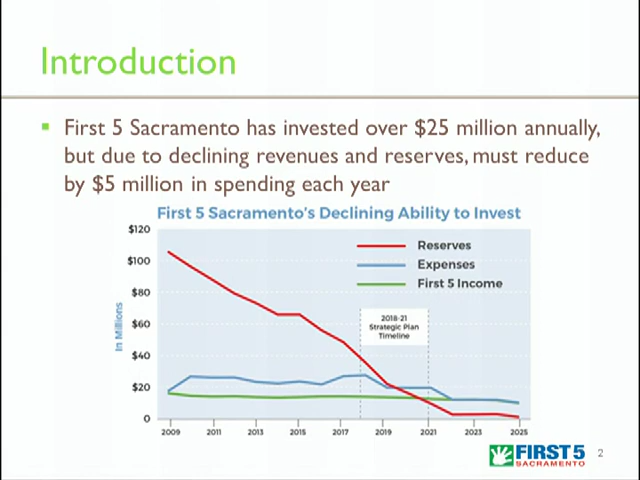 Introduction
First 5 Sacramento has invested over $25 million annually,
but due to declining revenues and reserves, must reduce
by $5 million in spending each year
First 5 Sacramento's Declining Ability to Invest
$120
$100
$80
$60
$40
$20
0
In Millions
Reserves
Expenses
First 5 Income
2018-21
Strategic Plan
Timeline
2009 2011 2013 2015 2017 2019 2021 2023 2025
FIRST 5
SACRAMENTO
2